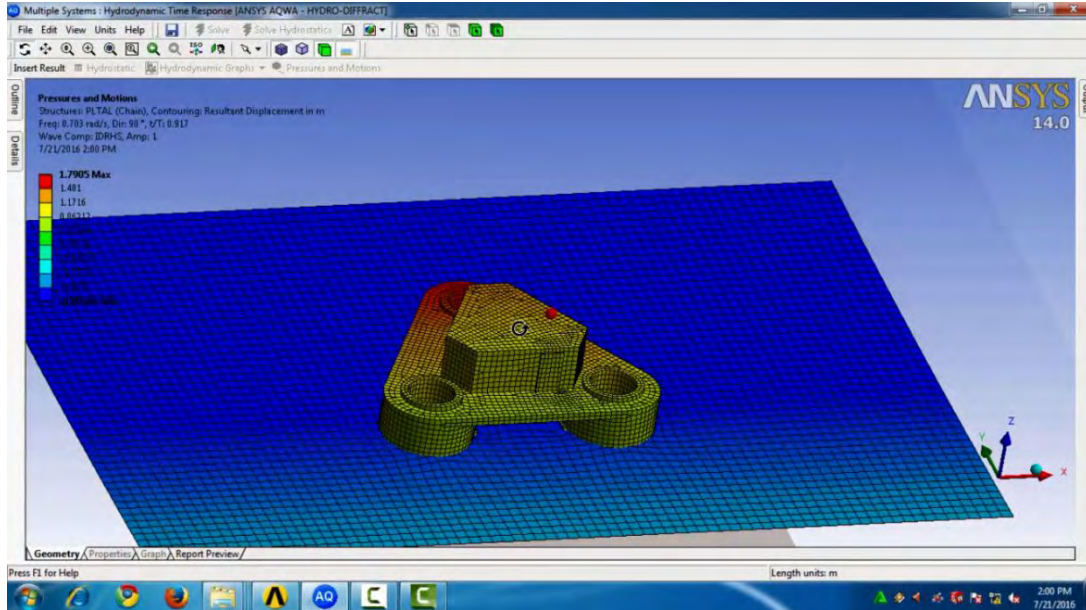 Multiple Systems : Hydrodynamic Time Response [ANSYS AQWA - HYDRO-DIFFRACT]
File Edit View Units Help Solve Solve Hydrostatics
ISO
Insert Result Hydrostatic Hydrodynamic Graphs Pressures and Motions
Outline
Details
Pressures and Motions
Structures: PLTAL (Chain), Contouring: Resultant Displacement in m
Freq: 0.703 rad/s, Dir: 90 °, t/T: 0.917
Wave Comp: IDRHS, Amp: 1
7/21/2016 2:00 PM
ANSYS
14.0
1.7905 Max
1.481
1.1716
0.86212
Z
Y
X
Geometry Properties Graph Report Preview
Press F1 for Help
Length units: m
AQ
C
C
2:00 PM
7/21/2016